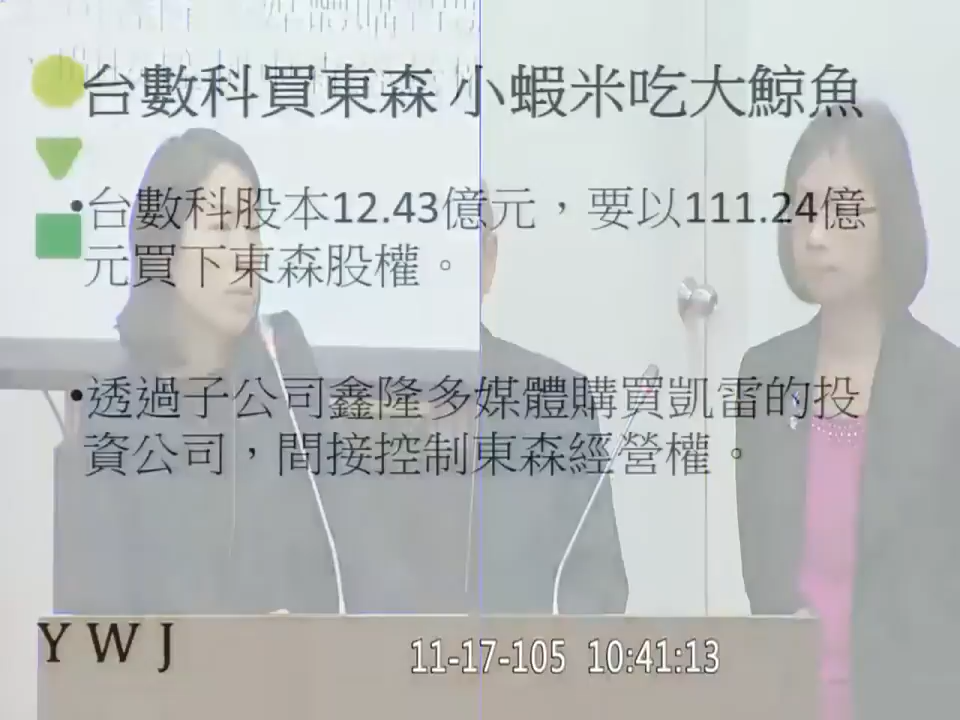 台數科買東森 小蝦米吃大鯨魚
•台數科股本12.43億元，要以111.24億
元買下東森股權。
•透過子公司鑫隆多媒體購買凱雷的投
資公司，間接控制東森經營權。
YWJ
11-17-105 10:41:13